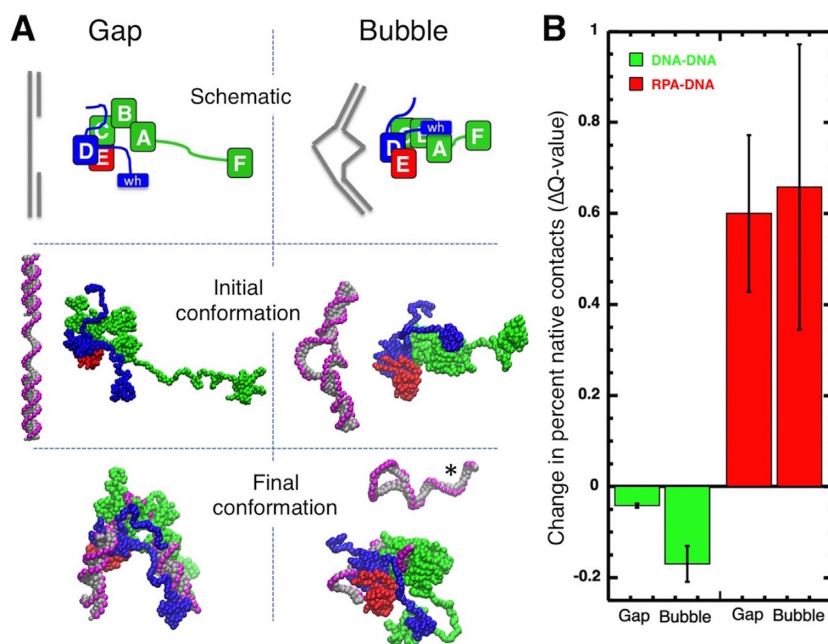 A
Gap
Bubble
Schematic
B
C
A
D
E
F
wh
wh
F
D
A
E
Initial
conformation
Final
conformation
*
B
DNA-DNA
RPA-DNA
Change in percent native contacts (ΔQ-value)
1
0.8
0.6
0.4
0.2
0
-0.2
Gap Bubble Gap Bubble